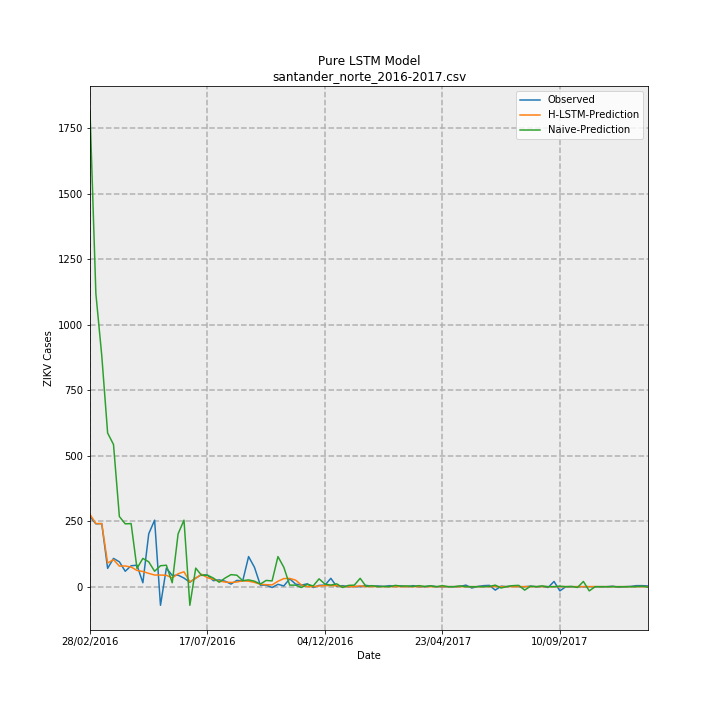 Pure LSTM Model
santander_norte_2016-2017.csv
Observed
H-LSTM-Prediction
Naive-Prediction
1750
1500
1250
1000
750
500
250
0
ZIKV Cases
28/02/2016
17/07/2016
04/12/2016
23/04/2017
10/09/2017
Date